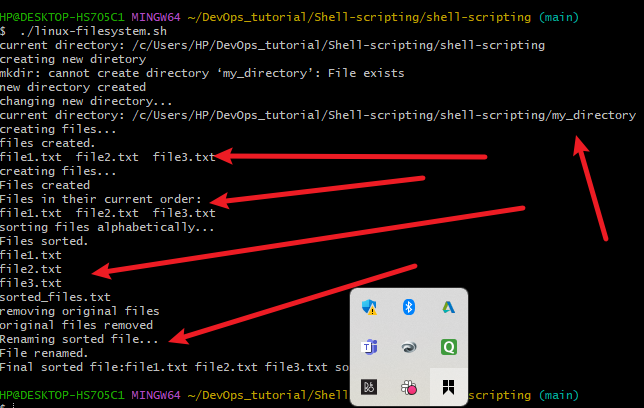 HP@DESKTOP-HS705C1 MINGW64 ~/DevOps_tutorial/Shell-scripting/shell-scripting (main)
$ ./linux-filesystem.sh
current directory: /c/Users/HP/DevOps_tutorial/Shell-scripting/shell-scripting
creating new diretory
mkdir: cannot create directory ‘my_directory’: File exists
new directory created
changing new directory...
current directory: /c/Users/HP/DevOps_tutorial/Shell-scripting/shell-scripting/my_directory
creating files...
files created.
file1.txt file2.txt file3.txt
creating files...
Files created
Files in their current order:
file1.txt file2.txt file3.txt
sorting files alphabetically...
Files sorted.
file1.txt
file2.txt
file3.txt
sorted_files.txt
removing original files
original files removed
Renaming sorted file...
File renamed.
Final sorted file:file1.txt file2.txt file3.txt so
HP@DESKTOP-HS705C1 MINGW64 ~/DevOps_tutorial/Shell-scripting (main)
$